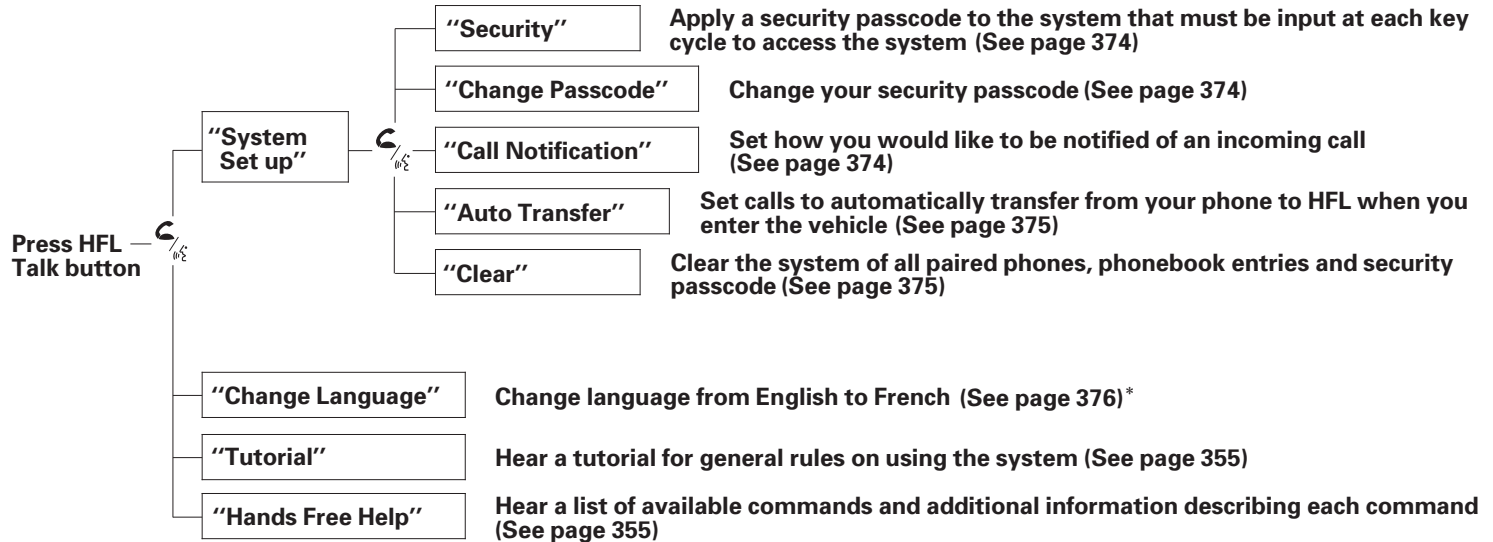 "Security"
Apply a security passcode to the system that must be input at each key
cycle to access the system (See page 374)
"Change Passcode"
Change your security passcode (See page 374)
"System
Set up"
"Call Notification"
Set how you would like to be notified of an incoming call
(See page 374)
"Auto Transfer"
Set calls to automatically transfer from your phone to HFL when you
enter the vehicle (See page 375)
Press HFL
Talk button
"Clear"
Clear the system of all paired phones, phonebook entries and security
passcode (See page 375)
"Change Language"
Change language from English to French (See page 376)*
"Tutorial"
Hear a tutorial for general rules on using the system (See page 355)
"Hands Free Help"
Hear a list of available commands and additional information describing each command
(See page 355)